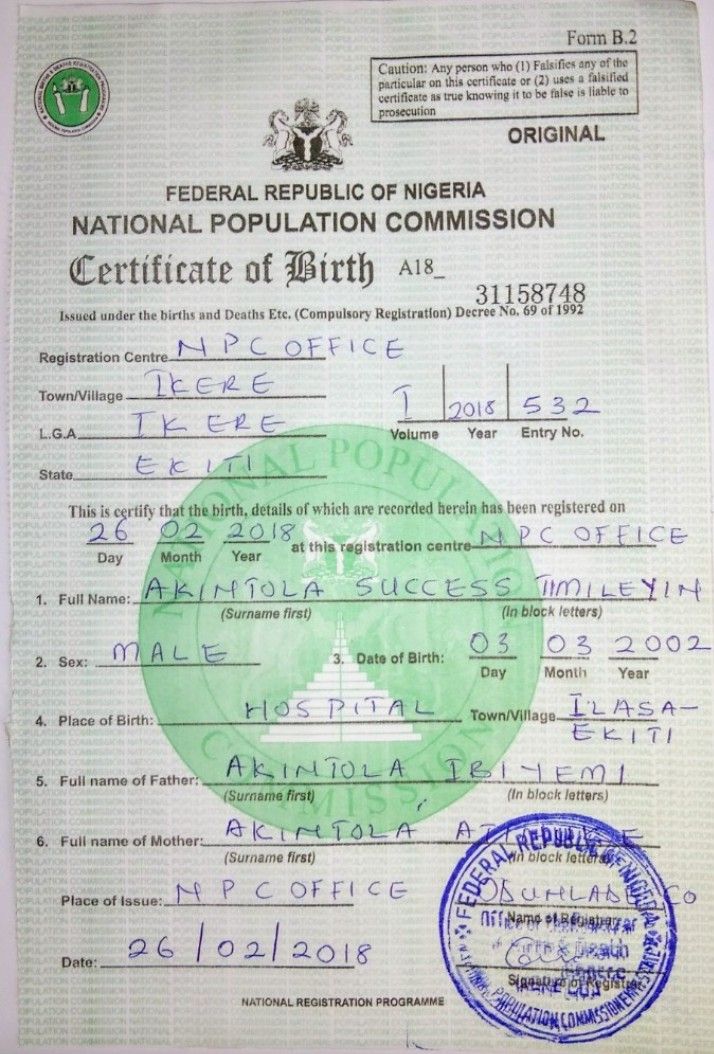 Form B.2
Caution: Any person who (1) Falsifies any of the
particular on this certificate or (2) uses a falsified
certificate as true knowing it to be false is liable to
prosecution
ORIGINAL
FEDERAL REPUBLIC OF NIGERIA
NATIONAL POPULATION COMMISSION
Certificate of Birth A18_
31158748
Issued under the births and Deaths Etc. (Compulsory Registration) Decree No. 69 of 1992
Registration Centre NPC OFFICE
Town/Village IKERE
L.G.A IKERE
I 2018 532
Volume Year Entry No.
State EKITI
This is certify that the birth, details of which are recorded herein has been registered on
26 02 2018 at this registration centre NPC OFFICE
Day Month Year
1. Full Name: AKINTOLA SUCCESS TIMILEYIN
(Surname first) (In block letters)
2. Sex: MALE 3. Date of Birth: 03 03 2002
Day Month Year
4. Place of Birth: HOSPITAL Town/Village ILASA-
EKITI
5. Full name of Father: AKINTOLA IBIYEMI
(Surname first) (In block letters)
6. Full name of Mother: AKINTOLA
(Surname first) In block letters
Place of Issue: NPC OFFICE ODUNLADE CO
Name of Registrar
Date: 26/02/2018
Signature of Registrar
NATIONAL REGISTRATION PROGRAMME
NATIONAL POPULATION COMMISSION
FEDERAL REPUBLIC OF NIGERIA